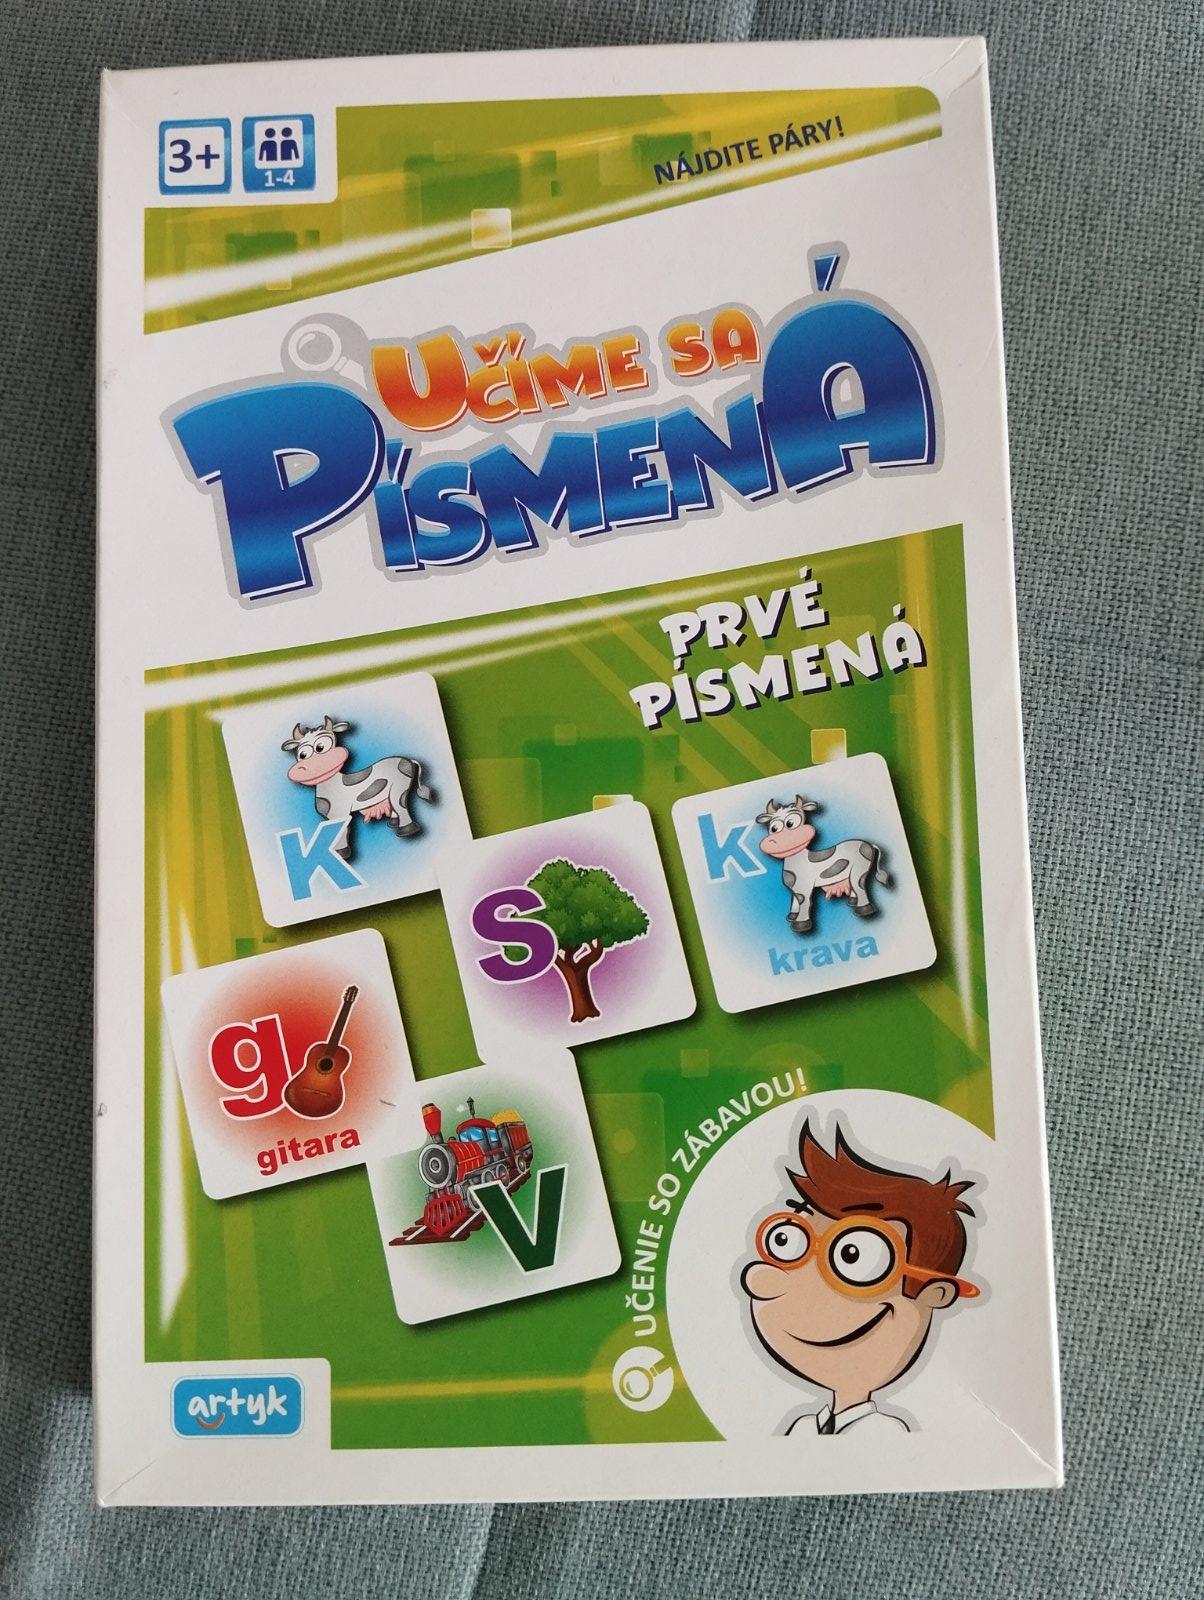 3+
1-4
NÁJDITE PÁRY!
UČÍME SA
PÍSMENÁ
PRVÉ
PÍSMENÁ
k
s
k
krava
g
gitara
v
UČENIE SO ZÁBAVOU!
artyk